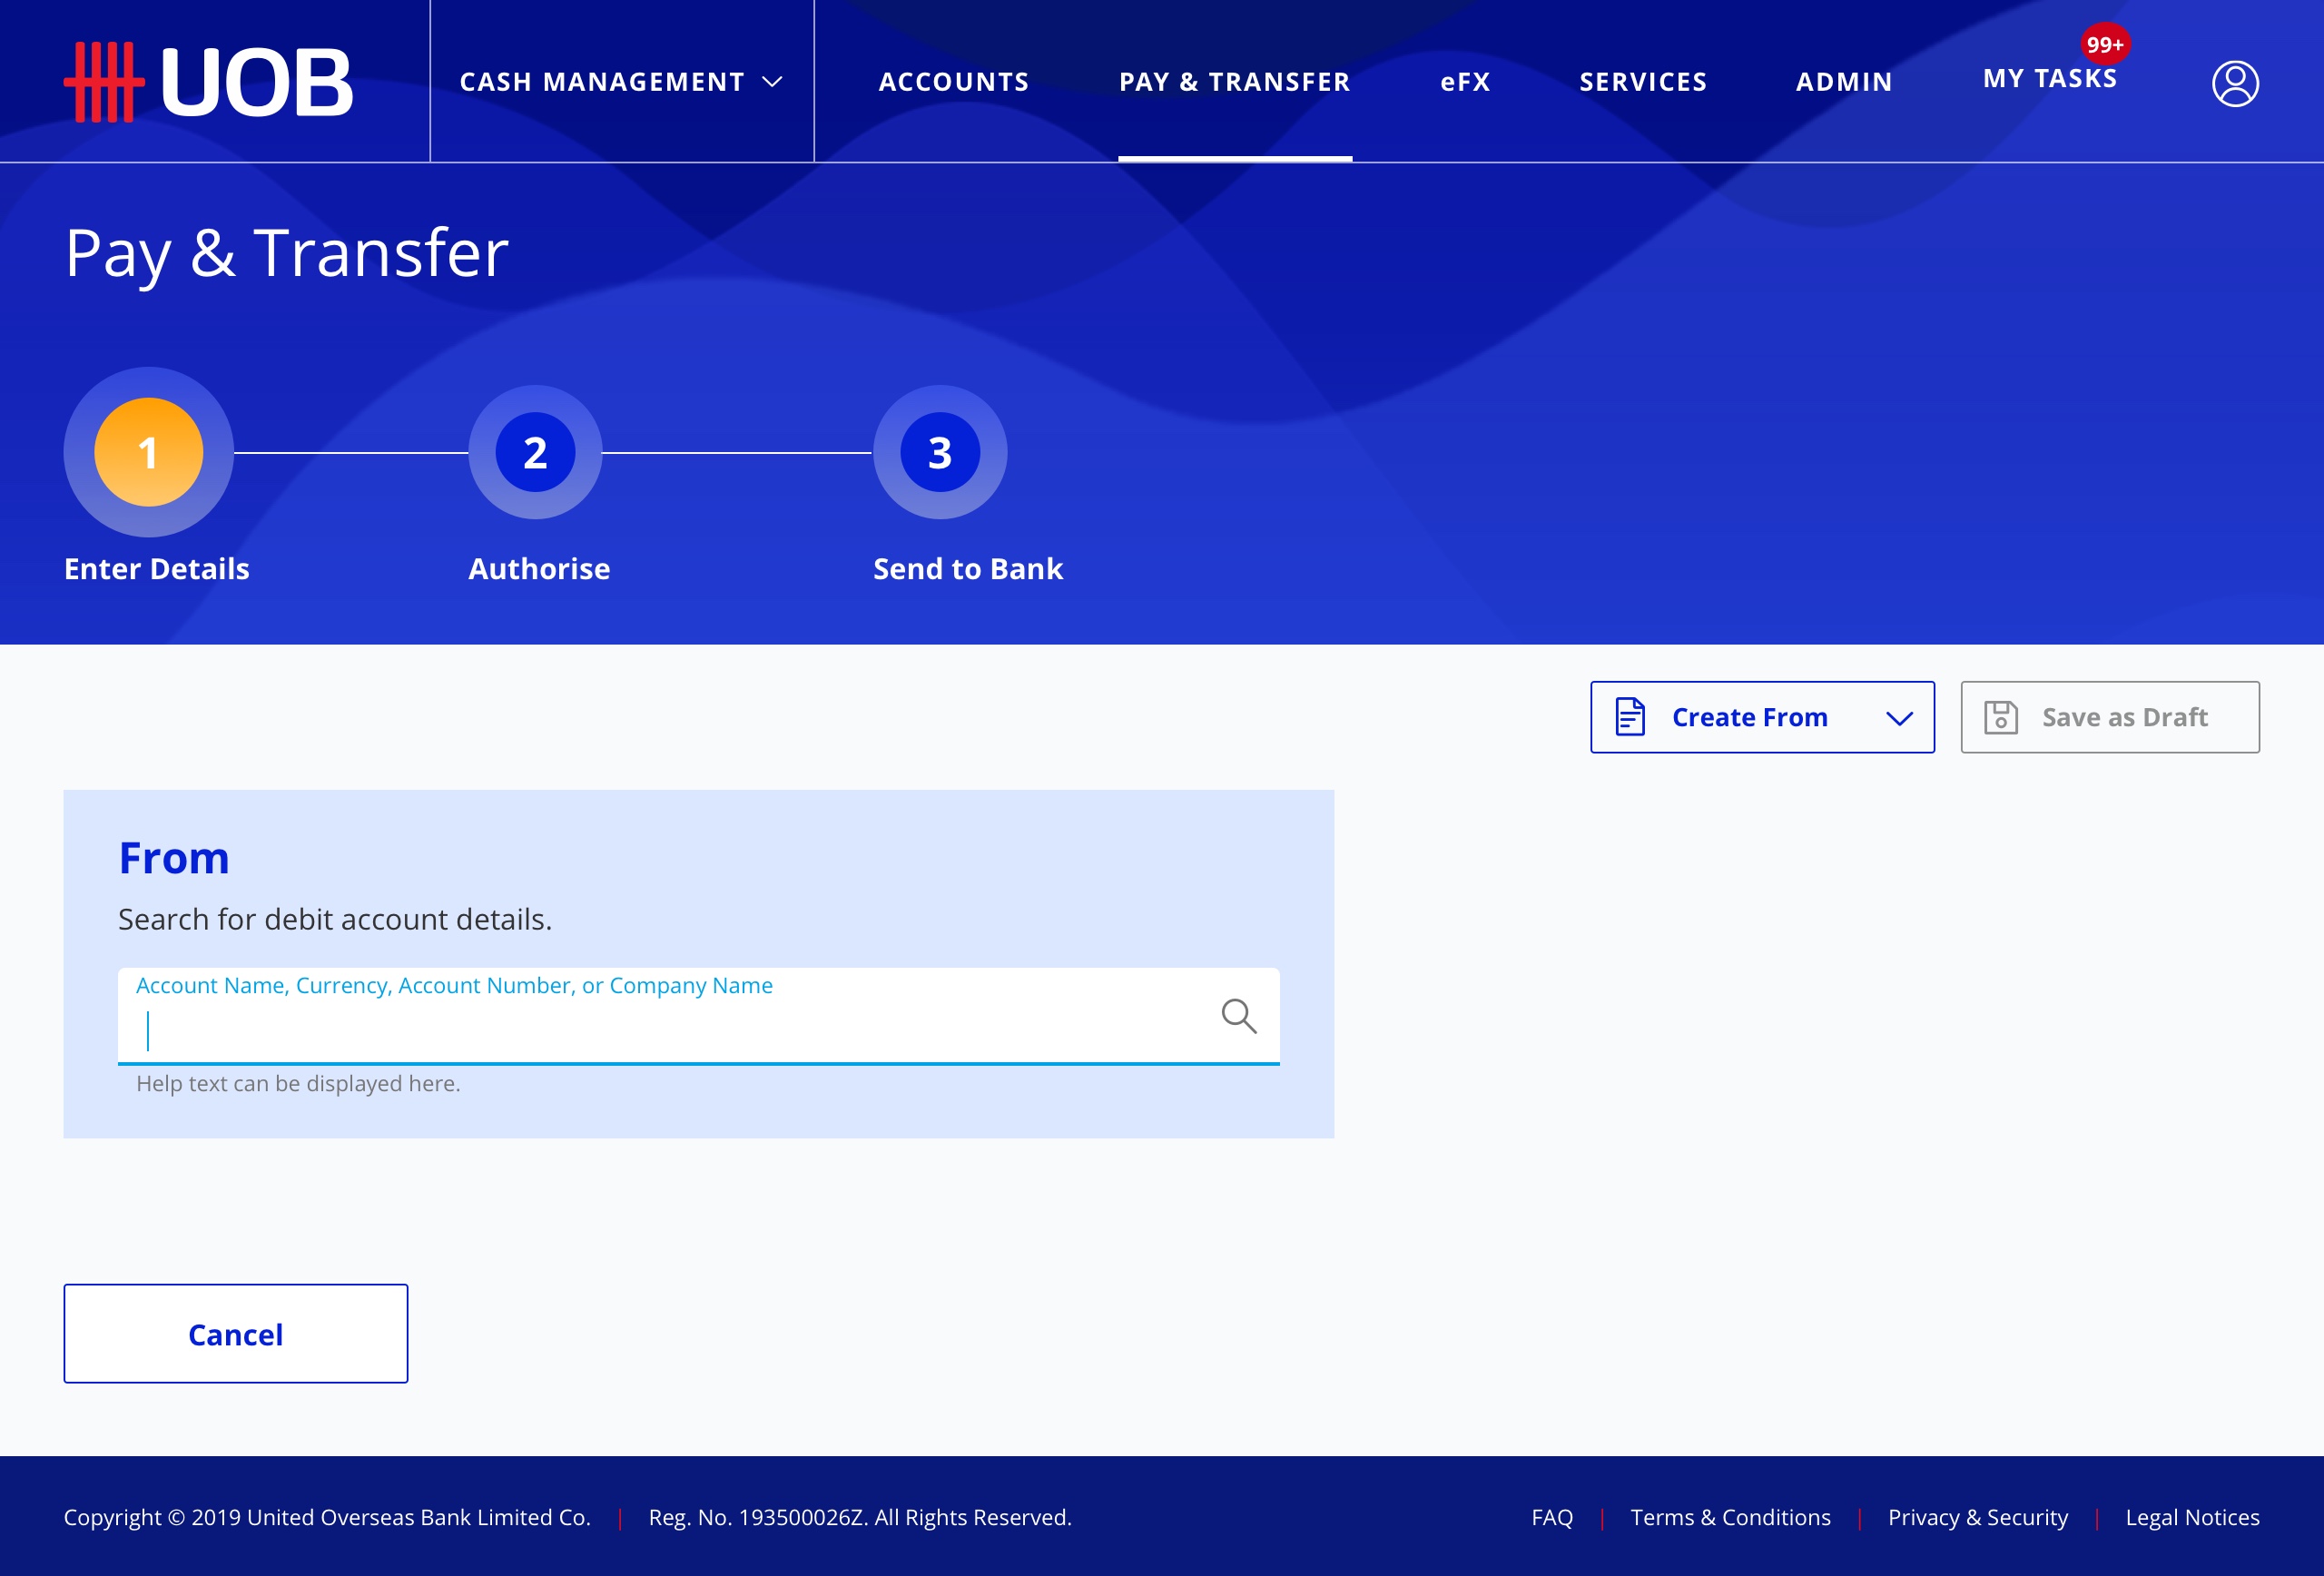 UOB
CASH MANAGEMENT
ACCOUNTS
PAY & TRANSFER
eFX
SERVICES
ADMIN
MY TASKS
99+
Pay & Transfer
1
2
3
Enter Details
Authorise
Send to Bank
Create From
Save as Draft
From
Search for debit account details.
Account Name, Currency, Account Number, or Company Name
Help text can be displayed here.
Cancel
Copyright © 2019 United Overseas Bank Limited Co. | Reg. No. 193500026Z. All Rights Reserved.
FAQ | Terms & Conditions | Privacy & Security | Legal Notices